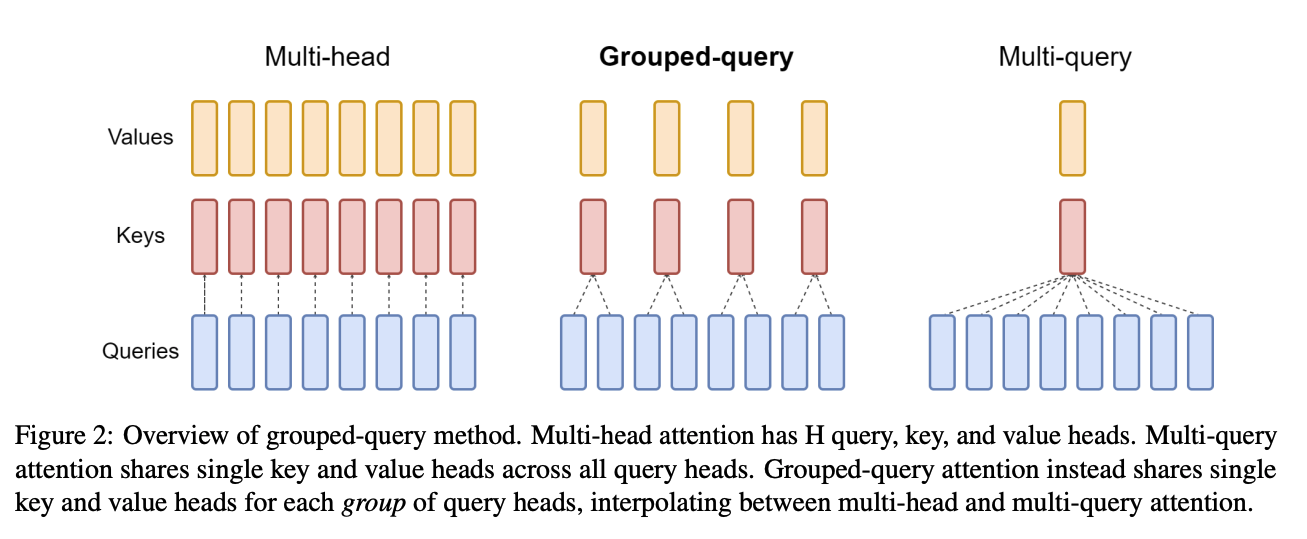 Multi-head Grouped-query Multi-query
Values
Keys
Queries
Figure 2: Overview of grouped-query method. Multi-head attention has H query, key, and value heads. Multi-query
attention shares single key and value heads across all query heads. Grouped-query attention instead shares single
key and value heads for each group of query heads, interpolating between multi-head and multi-query attention.